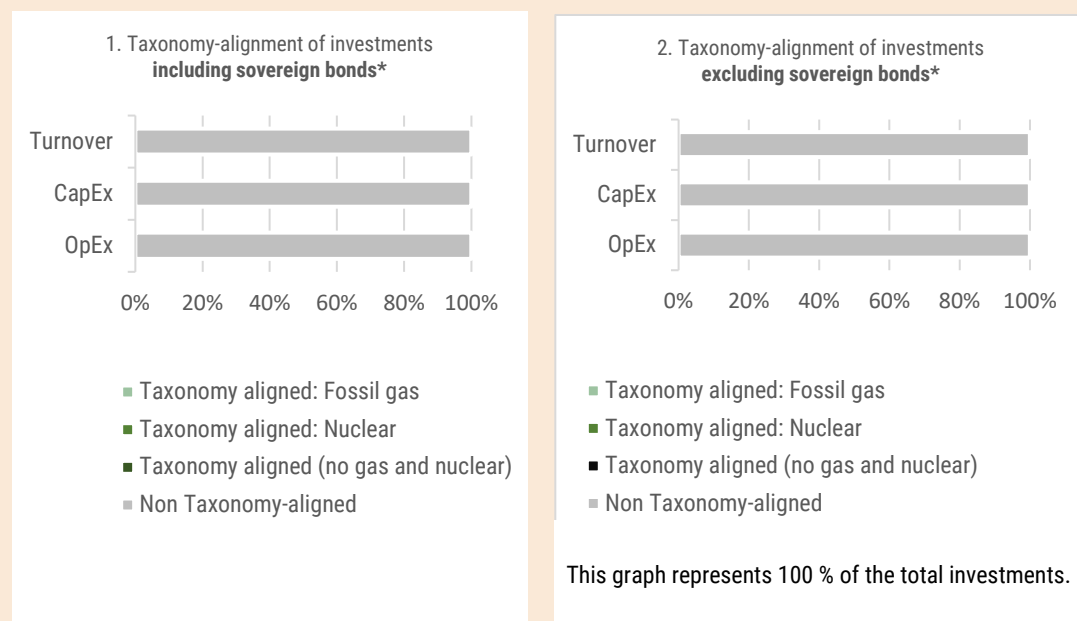 1. Taxonomy-alignment of investments
including sovereign bonds*
Turnover
CapEx
OpEx
0% 20% 40% 60% 80% 100%
Taxonomy aligned: Fossil gas
Taxonomy aligned: Nuclear
Taxonomy aligned (no gas and nuclear)
Non Taxonomy-aligned
2. Taxonomy-alignment of investments
excluding sovereign bonds*
Turnover
CapEx
OpEx
0% 20% 40% 60% 80% 100%
Taxonomy aligned: Fossil gas
Taxonomy aligned: Nuclear
Taxonomy aligned (no gas and nuclear)
Non Taxonomy-aligned
This graph represents 100 % of the total investments.